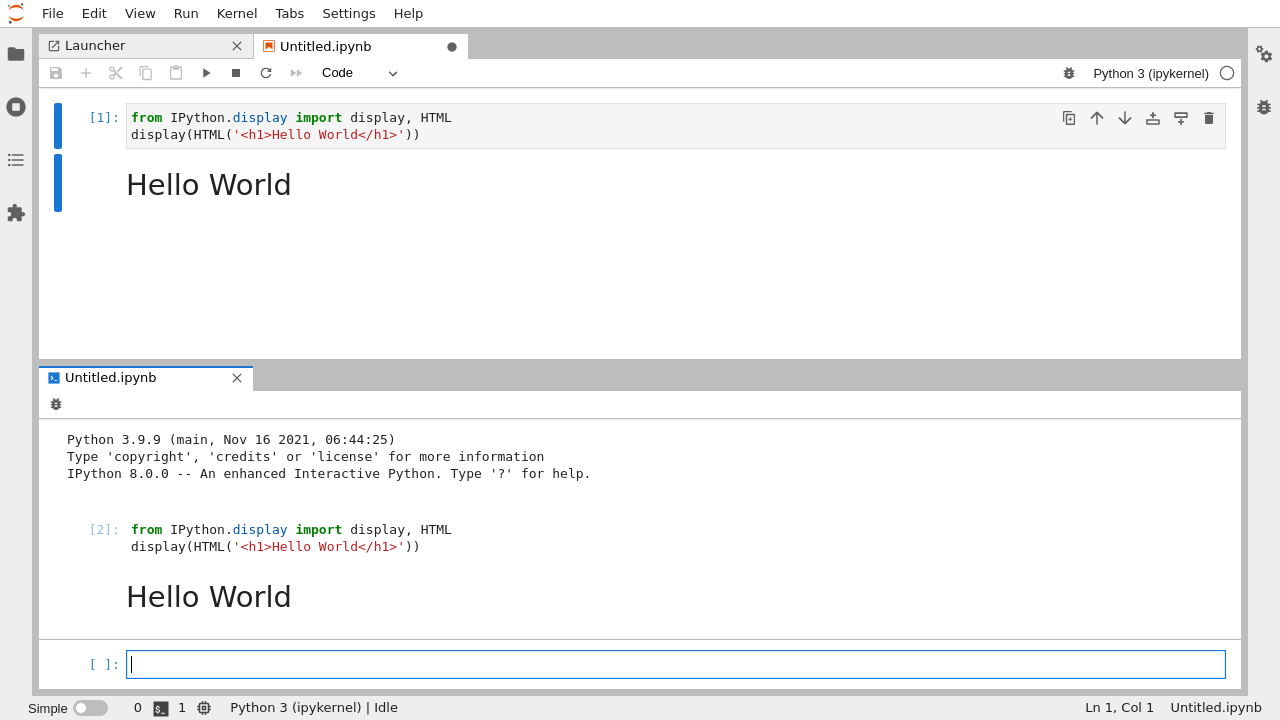 File Edit View Run Kernel Tabs Settings Help
Launcher
Untitled.ipynb
Code
Python 3 (ipykernel)
[1]: from IPython.display import display, HTML
display(HTML('<h1>Hello World</h1>'))
Hello World
Untitled.ipynb
Python 3.9.9 (main, Nov 16 2021, 06:44:25)
Type 'copyright', 'credits' or 'license' for more information
IPython 8.0.0 -- An enhanced Interactive Python. Type '?' for help.
[2]: from IPython.display import display, HTML
display(HTML('<h1>Hello World</h1>'))
Hello World
[ ]:
Simple 0 $_ 1 Python 3 (ipykernel) | Idle Ln 1, Col 1 Untitled.ipynb